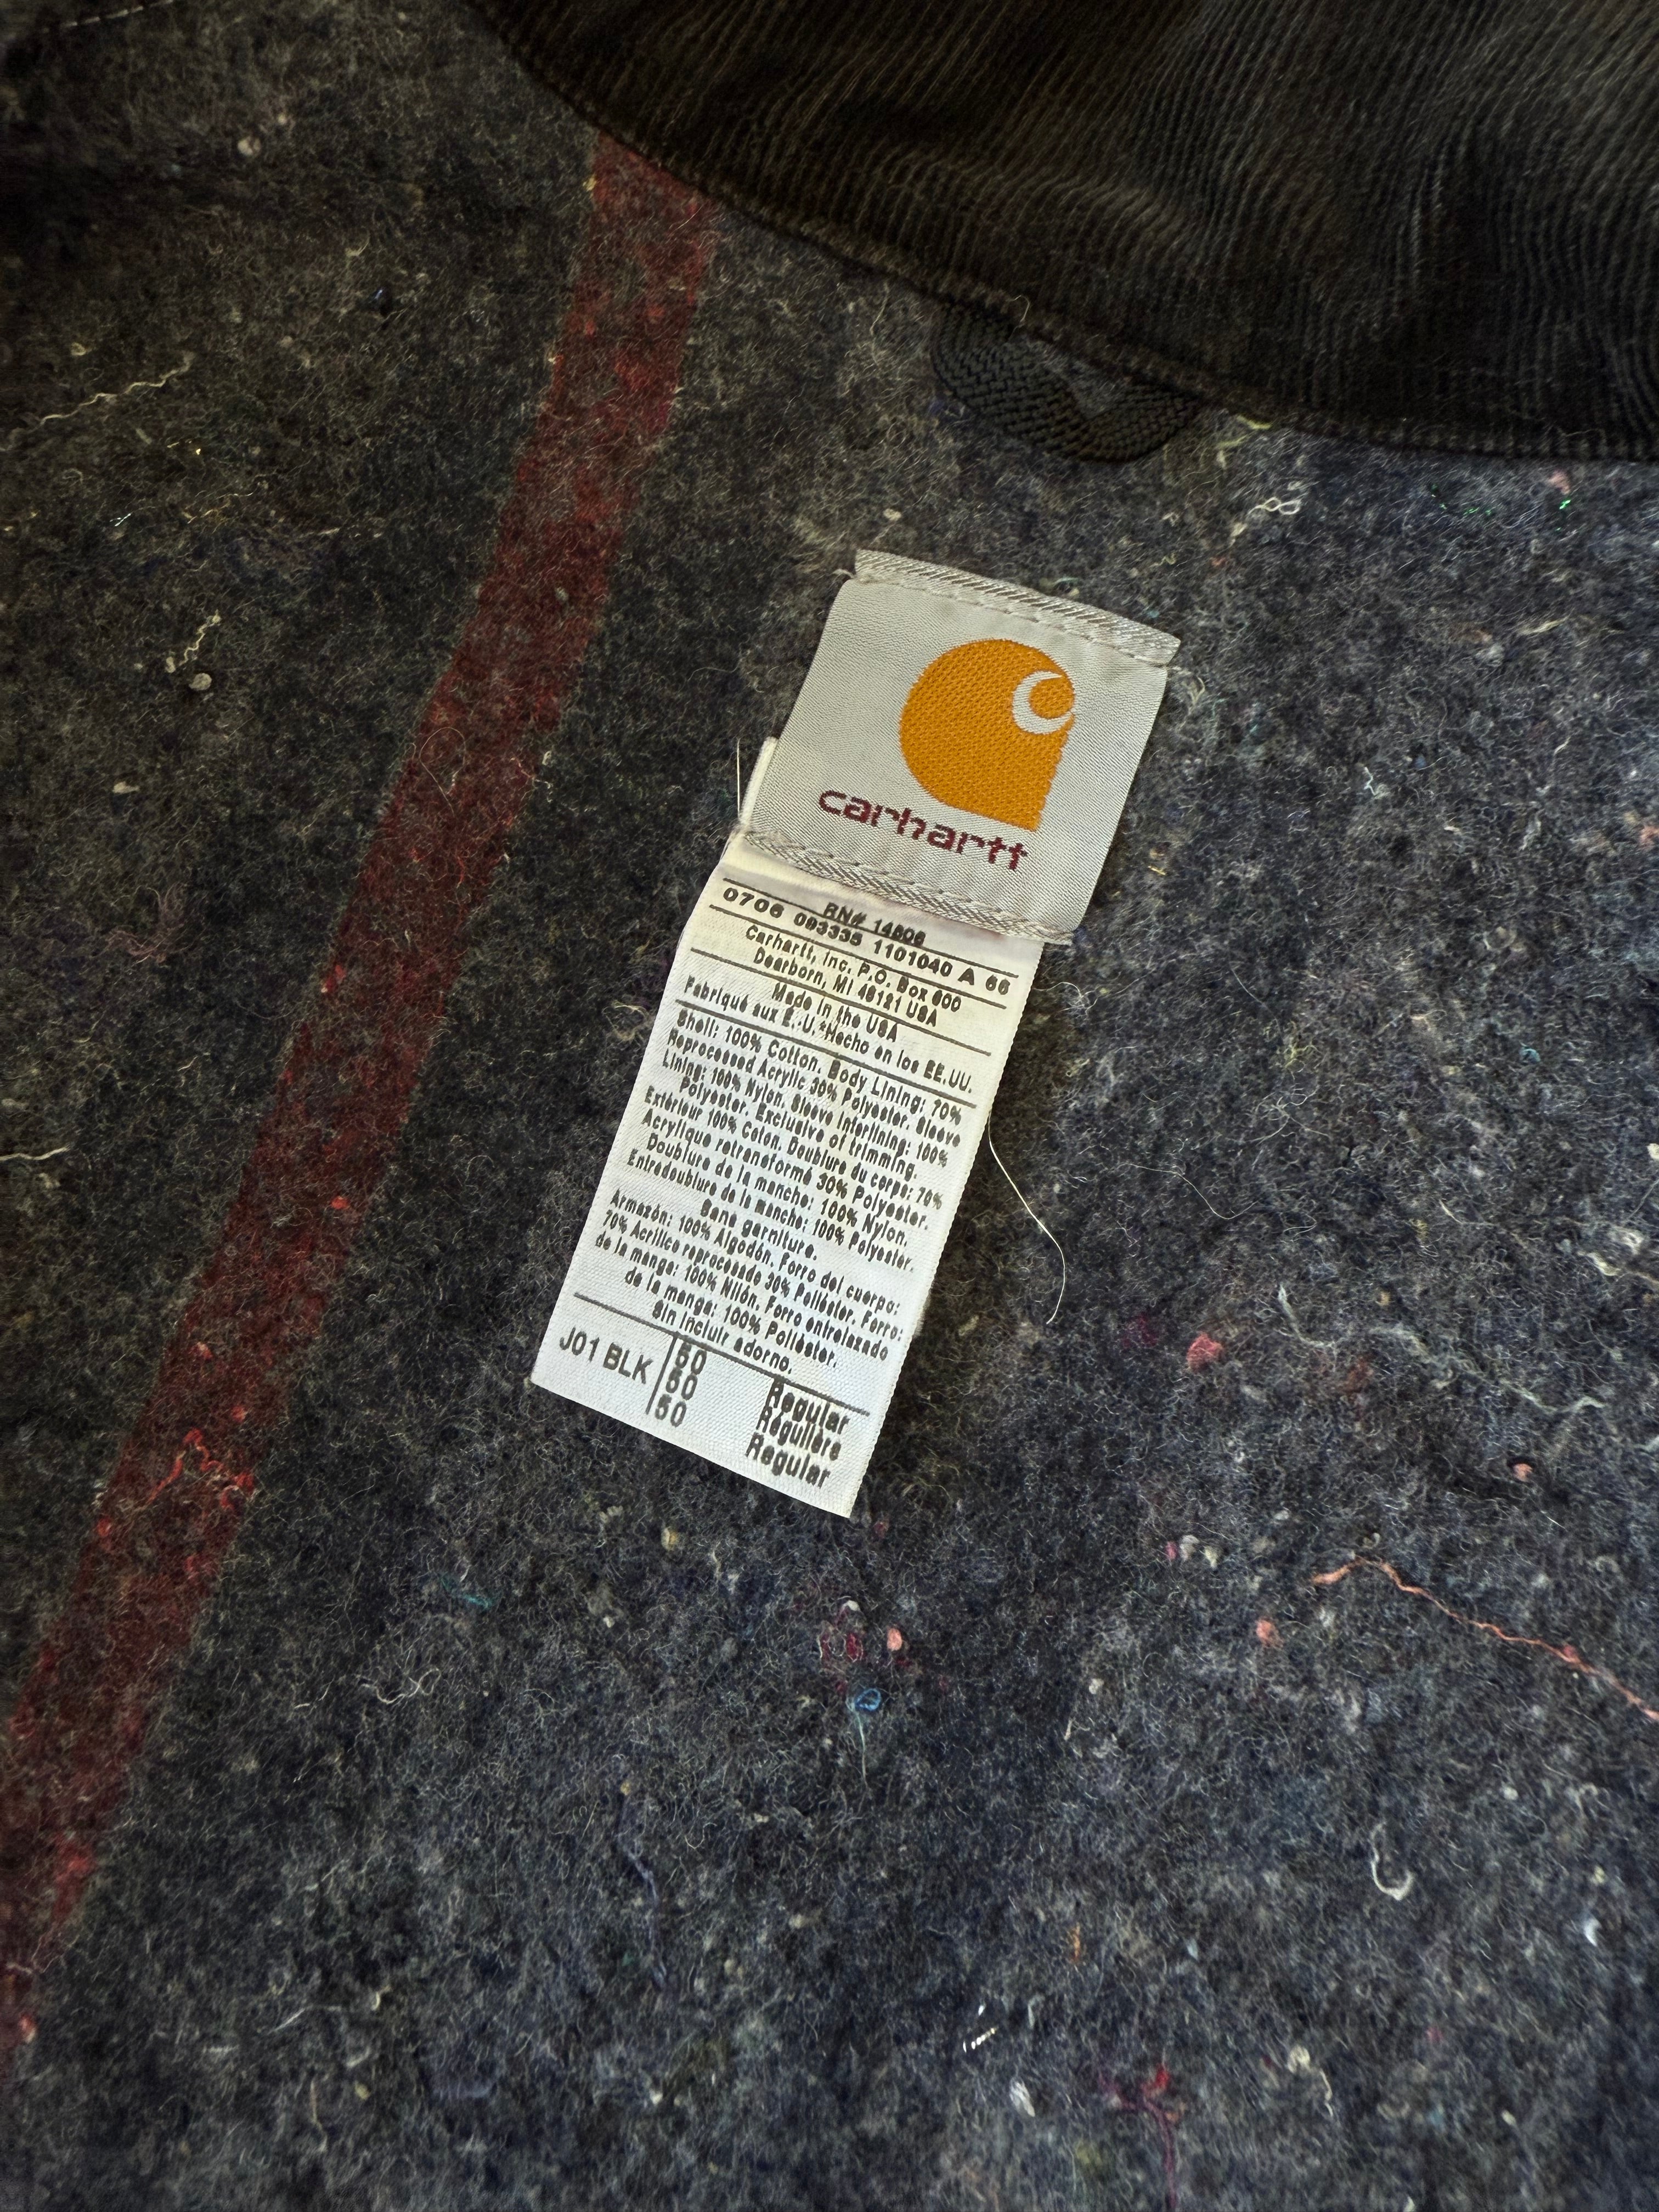 carhartt
RN# 14806
0706 093335 1101040 A 66
Carhartt, Inc. P.O. Box 600
Dearborn, MI 48121 USA
Made in the USA
Fabriqué aux É.-U.*Hecho en los EE.UU.
Shell: 100% Cotton. Body Lining: 70%
Reprocessed Acrylic 30% Polyester. Sleeve
Lining: 100% Nylon. Sleeve Interlining: 100%
Polyester. Exclusive of trimming.
Extérieur 100% Coton. Doublure du corps: 70%
Acrylique retransformé 30% Polyester.
Doublure de la manche: 100% Nylon.
Entredoublure de la manche: 100% Polyester.
Sans garniture.
Armazón: 100% Algodón. Forro del cuerpo:
70% Acrílico reprocesado 30% Poliéster. Forro:
de la manga: 100% Nilón. Forro entrelazado
de la manga: 100% Poliéster.
Sin incluir adorno.
J01 BLK 50 Regular
50 Régulière
50 Regular